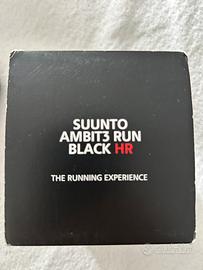 SUUNTO
AMBIT3 RUN
BLACK HR
THE RUNNING EXPERIENCE